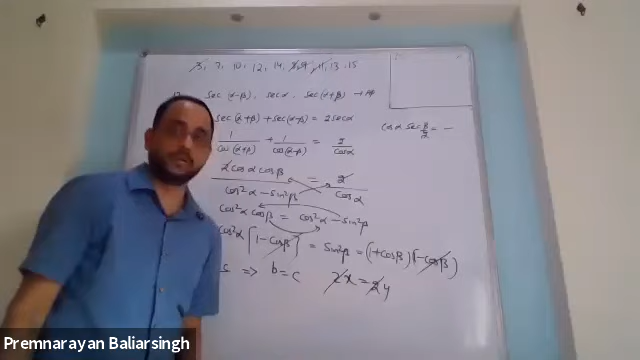 3, 7, 10, 12, 14, 13, 15
sec(α-β), secα, sec(α+β) → AP
sec(α+β) + sec(α-β) = 2secα
1/cos(α+β) + 1/cos(α-β) = 2/cosα
cosα sec β/2 = —
2cosα cosβ/cos²α - sin²β = 2/cosα
cos²α cosβ = cos²α - sin²β
cos²α [1-cosβ] = sin²β = (1+cosβ)(1-cosβ)
c => b=c 2x=2y
Premnarayan Baliarsingh